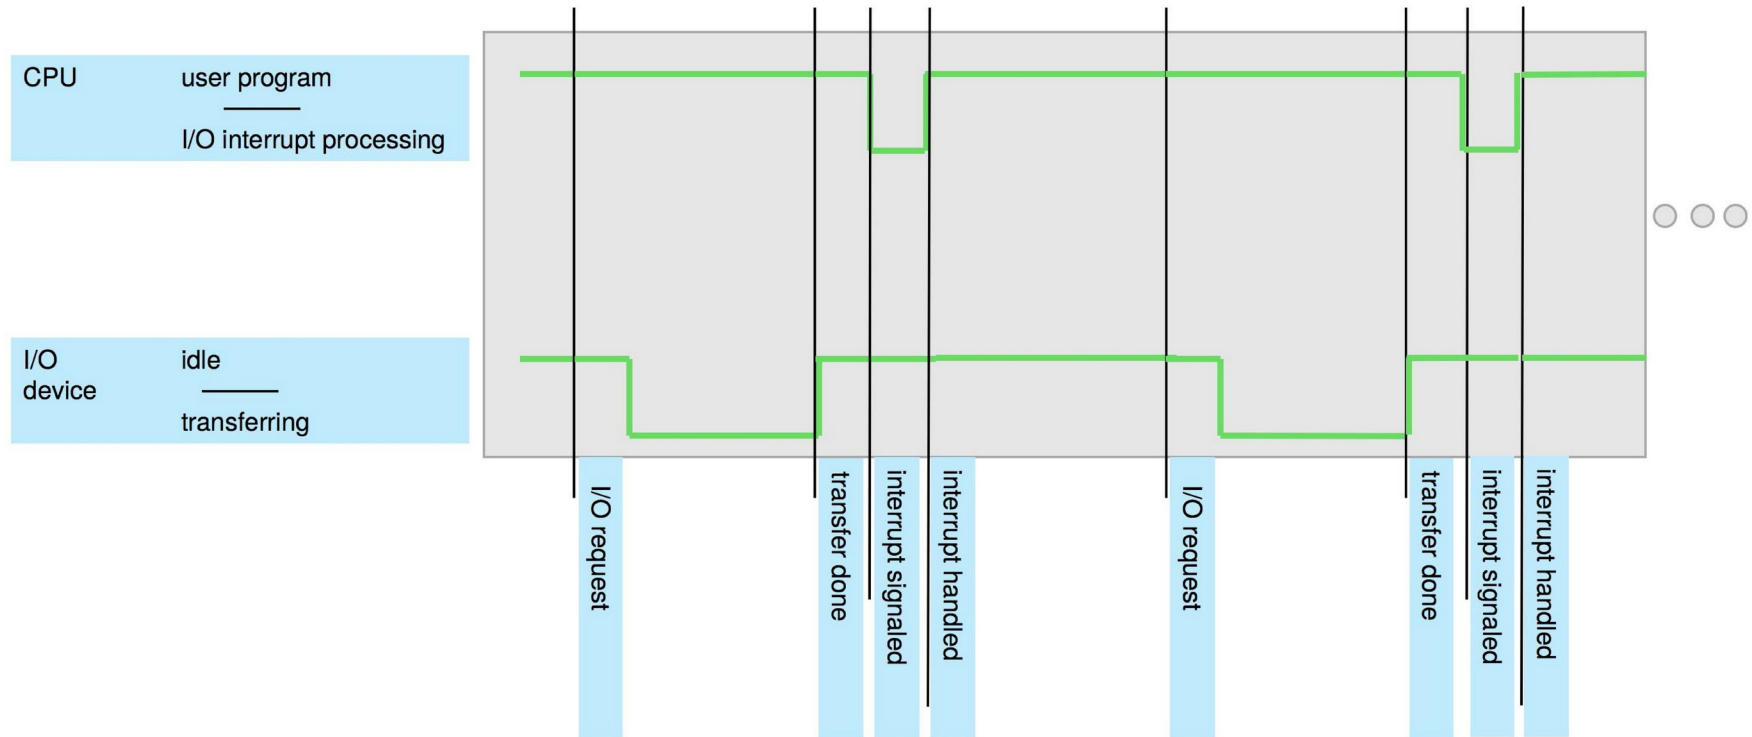 CPU
user program
I/O interrupt processing
I/O
device
idle
transferring
I/O request
transfer done
interrupt signaled
interrupt handled
I/O request
transfer done
interrupt signaled
interrupt handled